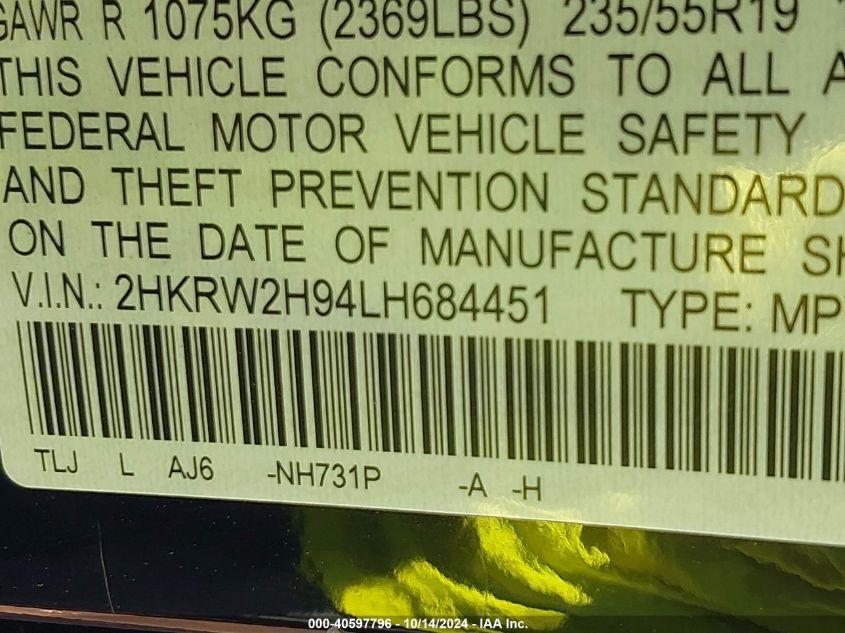 GAWR R 1075KG (2369LBS) 235/55R19
THIS VEHICLE CONFORMS TO ALL A
FEDERAL MOTOR VEHICLE SAFETY
AND THEFT PREVENTION STANDARD
ON THE DATE OF MANUFACTURE SH
V.I.N.: 2HKRW2H94LH684451 TYPE: MP
TLJ L AJ6 -NH731P -A -H
000-40597796 - 10/14/2024 - IAA Inc.